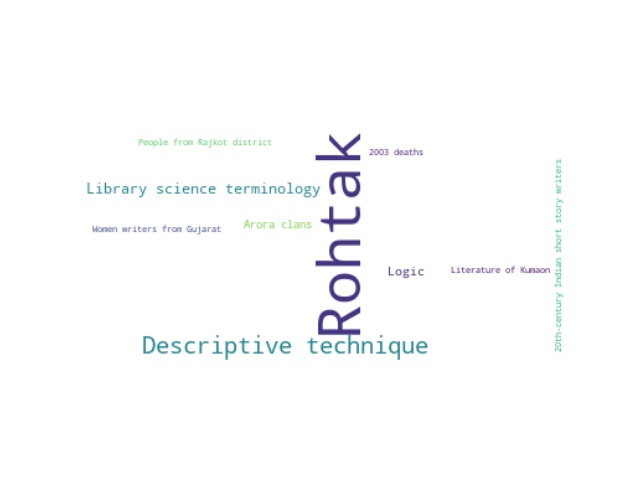 People from Rajkot district
2003 deaths
Rohtak
20th-century Indian short story writers
Library science terminology
Arora clans
Women writers from Gujarat
Logic
Literature of Kumaon
Descriptive technique